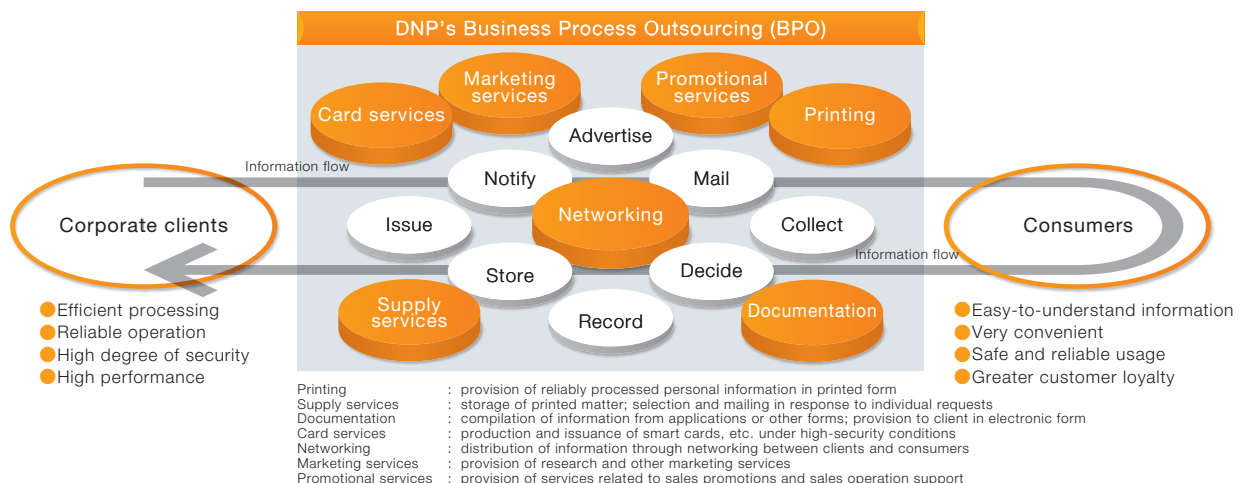 DNP's Business Process Outsourcing (BPO)
Marketing
services
Promotional
services
Card services
Printing
Advertise
Information flow
Notify
Mail
Corporate clients
Issue
Networking
Collect
Consumers
Information flow
Store
Decide
Supply
services
Record
Documentation
Efficient processing
Reliable operation
High degree of security
High performance
Easy-to-understand information
Very convenient
Safe and reliable usage
Greater customer loyalty
Printing : provision of reliably processed personal information in printed form
Supply services : storage of printed matter; selection and mailing in response to individual requests
Documentation : compilation of information from applications or other forms; provision to client in electronic form
Card services : production and issuance of smart cards, etc. under high-security conditions
Networking : distribution of information through networking between clients and consumers
Marketing services : provision of research and other marketing services
Promotional services : provision of services related to sales promotions and sales operation support